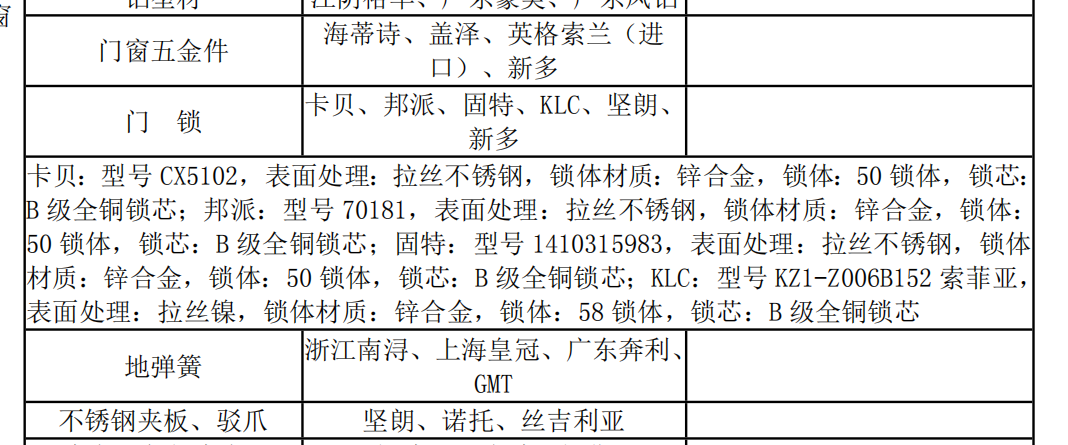 窗
铝型材
门窗五金件
海蒂诗、盖泽、英格索兰（进
口）、新多
门 锁
卡贝、邦派、固特、KLC、坚朗、
新多
卡贝：型号 CX5102，表面处理：拉丝不锈钢，锁体材质：锌合金，锁体：50 锁体，锁芯：
B 级全铜锁芯；邦派：型号 70181，表面处理：拉丝不锈钢，锁体材质：锌合金，锁体：
50 锁体，锁芯：B 级全铜锁芯；固特：型号 1410315983，表面处理：拉丝不锈钢，锁体
材质：锌合金，锁体：50 锁体，锁芯：B 级全铜锁芯；KLC：型号 KZ1-Z006B152 索菲亚，
表面处理：拉丝镍，锁体材质：锌合金，锁体：58 锁体，锁芯：B 级全铜锁芯
地弹簧
浙江南浔、上海皇冠、广东奔利、
GMT
不锈钢夹板、驳爪
坚朗、诺托、丝吉利亚